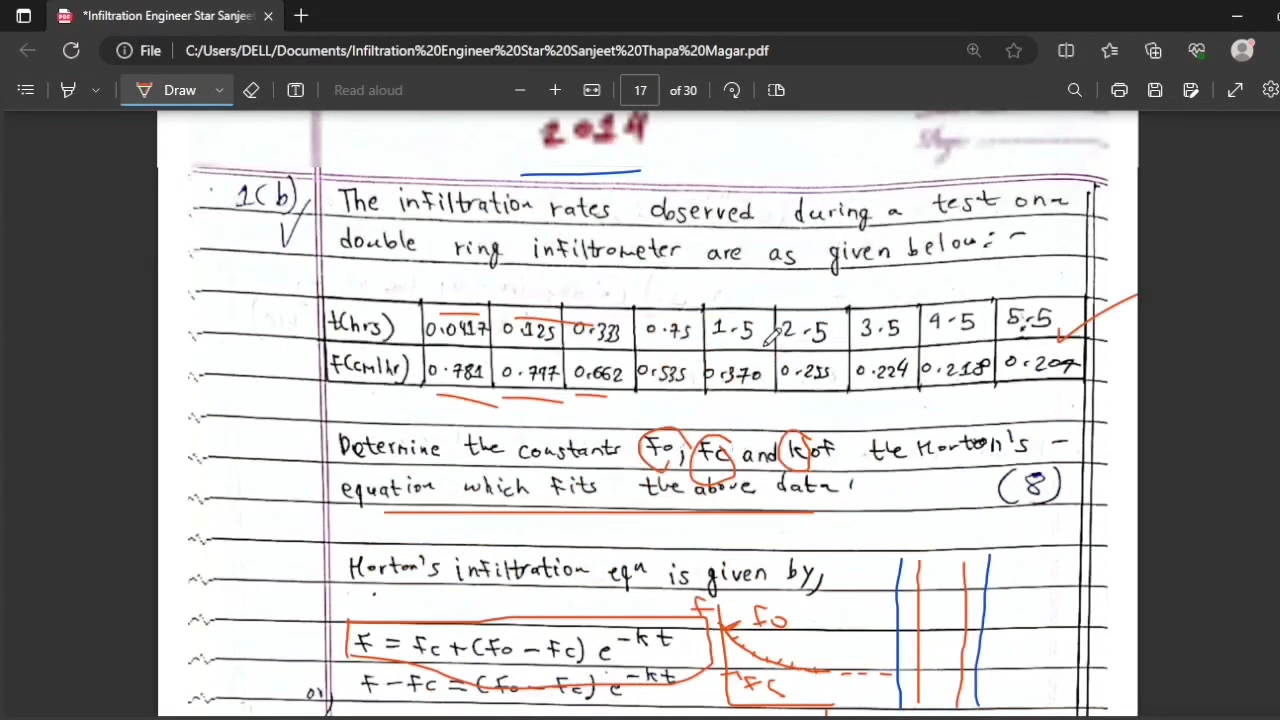 *Infiltration Engineer Star Sanjee
File C:/Users/DELL/Documents/Infiltration%20Engineer%20Star%20Sanjeet%20Thapa%20Magar.pdf
Draw Read aloud 17 of 30
2014
1(b) The infiltration rates observed during a test on a
double ring infiltrometer are as given below:-
t(hrs) 0.0417 0.125 0.333 0.75 1.5 2.5 3.5 4.5 5.5
f(cm/hr) 0.781 0.747 0.662 0.535 0.370 0.255 0.224 0.218 0.207
Determine the constants fo, fc and k of the Horton's -
equation which fits the above data. (8)
Horton's infiltration eqn is given by,
f fo
f = fc + (fo - fc) e^-kt
f - fc = (fo - fc) e^-kt fc
or,